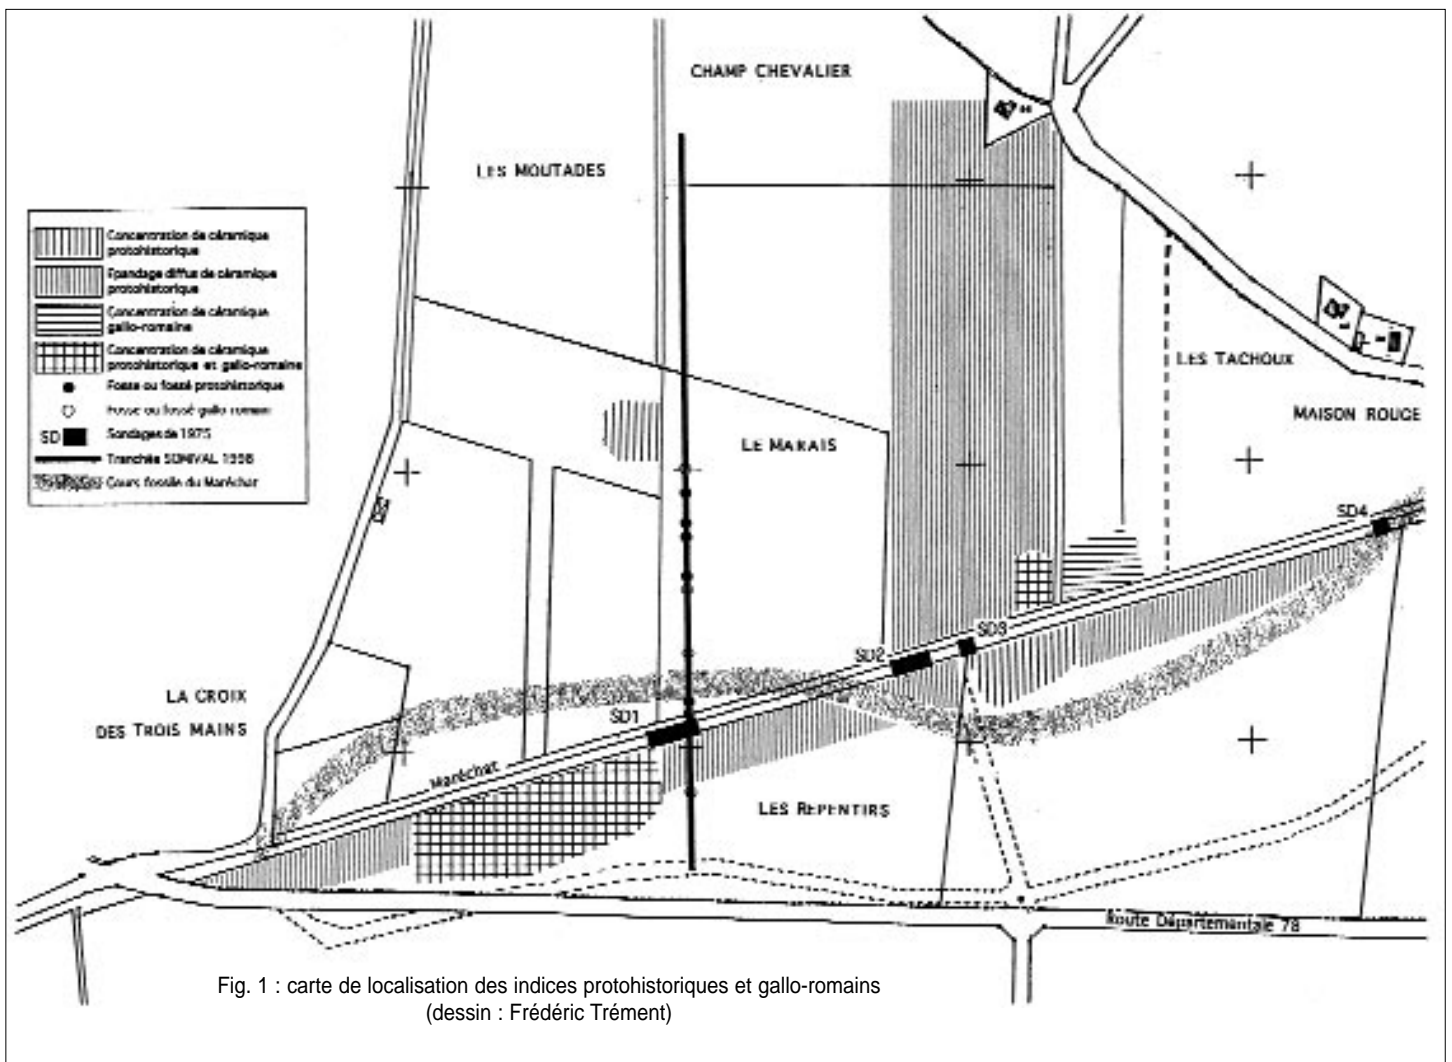 CHAMP CHEVALIER
LES MOUTADES
Concentration de céramique
protohistorique
Epandage diffus de céramique
protohistorique
Concentration de céramique
gallo-romaine
Concentration de céramique
protohistorique et gallo-romaine
Fosse ou fossé protohistorique
Fosse ou fossé gallo romain
SD Sondages de 1975
Tranchée SOMIVAL 1998
Cours fossile du Maréchat
LES TACHOUX
MAISON ROUGE
LE MARAIS
SD4
SD3
SD2
SD1
LA CROIX
DES TROIS MAINS
Maréchat
LES REPENTIRS
Route Départementale 78
Fig. 1 : carte de localisation des indices protohistoriques et gallo-romains
(dessin : Frédéric Trément)